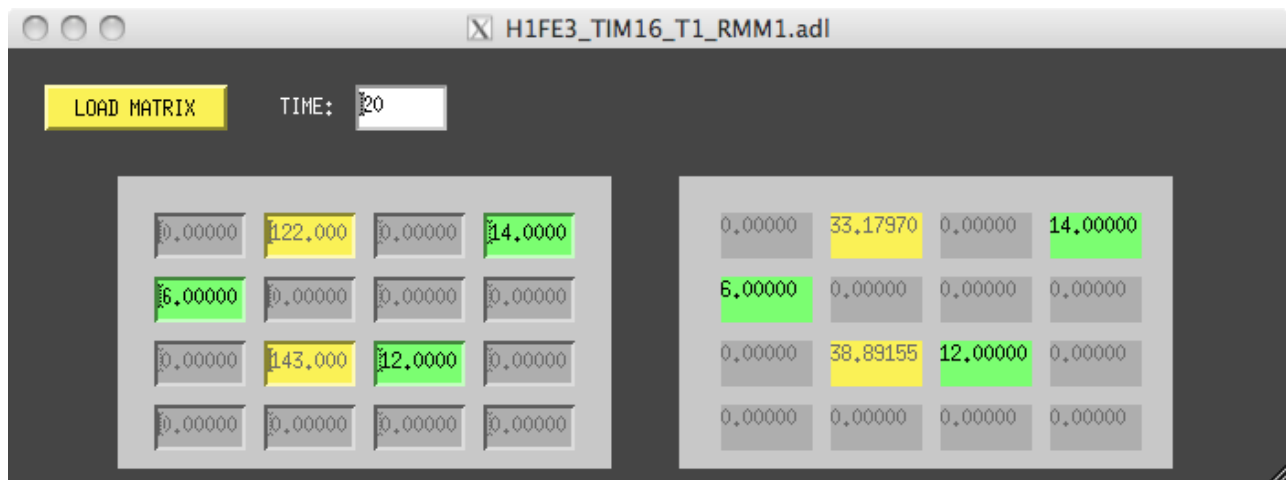 H1FE3_TIM16_T1_RMM1.adl
LOAD MATRIX TIME: 20
0.00000 122.000 0.00000 14.0000 0.00000 33.17970 0.00000 14.00000
6.00000 0.00000 0.00000 0.00000 6.00000 0.00000 0.00000 0.00000
0.00000 143.000 12.0000 0.00000 0.00000 38.89155 12.00000 0.00000
0.00000 0.00000 0.00000 0.00000 0.00000 0.00000 0.00000 0.00000